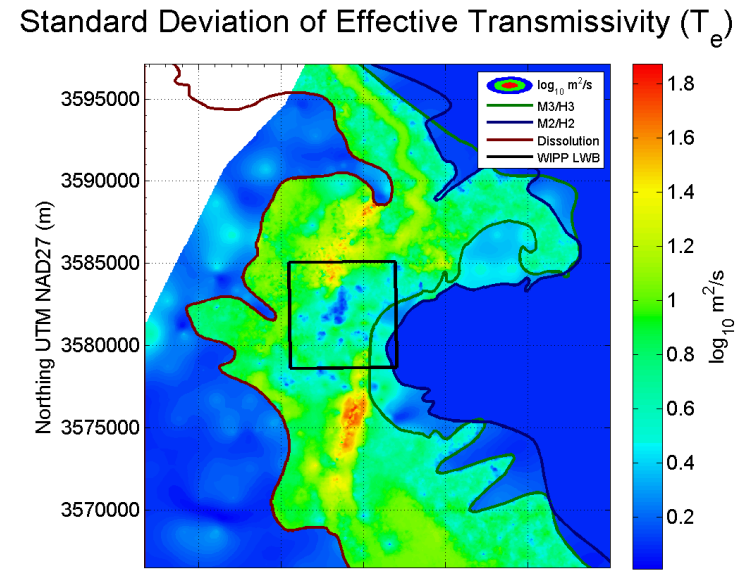 Standard Deviation of Effective Transmissivity (Te)
log10 m2/s
M3/H3
M2/H2
Dissolution
WIPP LWB
3595000
3590000
3585000
3580000
3575000
3570000
Northing UTM NAD27 (m)
1.8
1.6
1.4
1.2
1
0.8
0.6
0.4
0.2
log10 m2/s